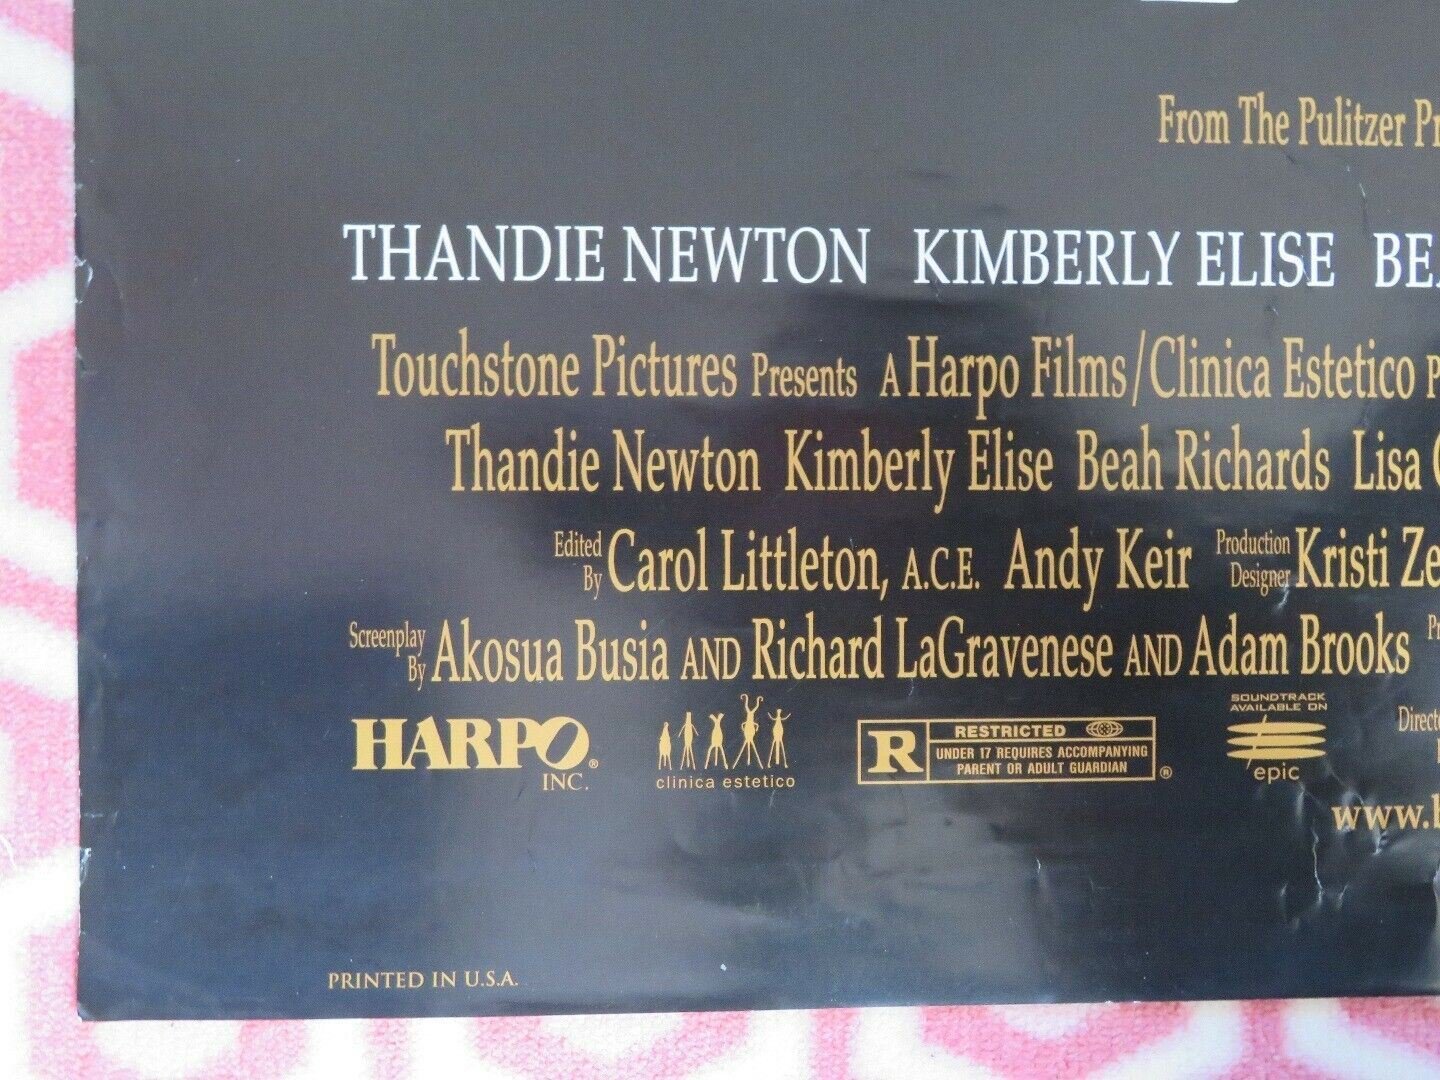 From The Pulitzer
THANDIE NEWTON KIMBERLY ELISE
Touchstone Pictures Presents A Harpo Films/Clinica Estetico
Thandie Newton Kimberly Elise Beah Richards Lisa
Edited By Carol Littleton, A.C.E. Andy Keir Production Designer Kristi
Screenplay By Akosua Busia AND Richard LaGravenese AND Adam Brooks
HARPO INC.®
clinica estetico
R RESTRICTED
UNDER 17 REQUIRES ACCOMPANYING
PARENT OR ADULT GUARDIAN ®
SOUNDTRACK
AVAILABLE ON
epic
www.
PRINTED IN U.S.A.